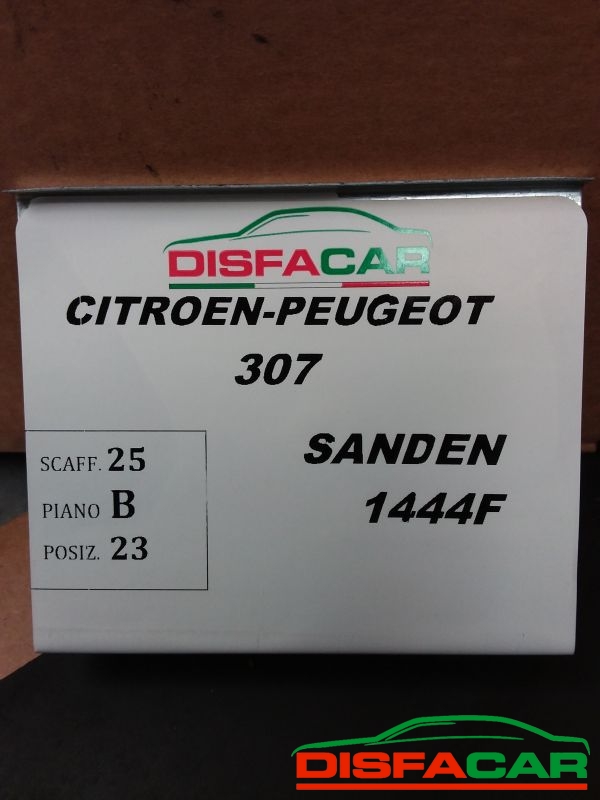 DISFACAR
CITROEN-PEUGEOT
307
SANDEN
1444F
SCAFF. 25
PIANO B
POSIZ. 23
DISFACAR